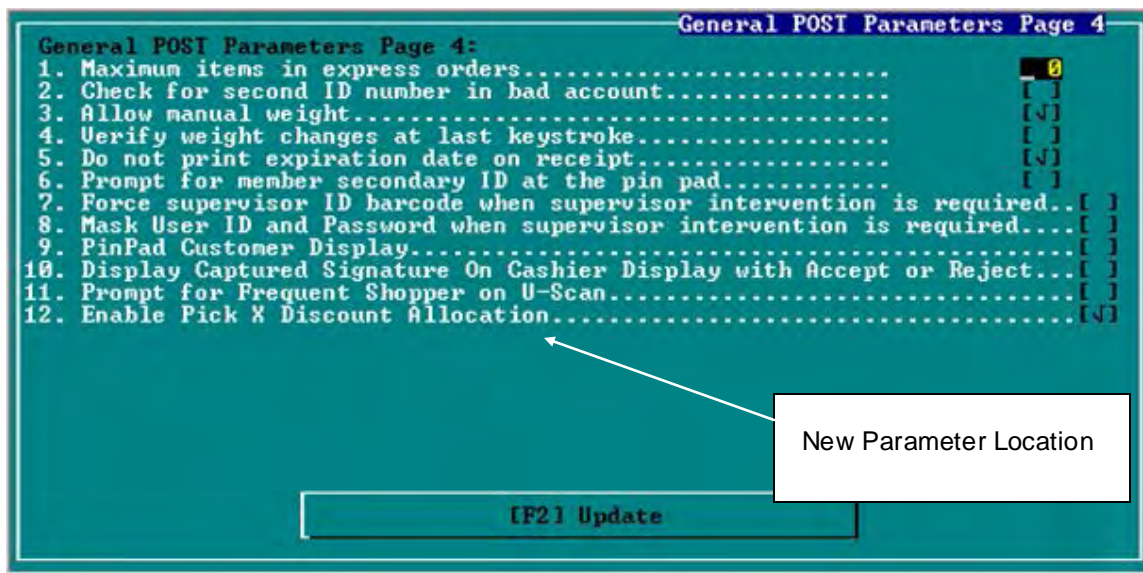 General POST Parameters Page 4
General POST Parameters Page 4:
1. Maximum items in express orders............................ 0
2. Check for second ID number in bad account................. [ ]
3. Allow manual weight....................................... [√]
4. Verify weight changes at last keystroke................... [ ]
5. Do not print expiration date on receipt................... [√]
6. Prompt for member secondary ID at the pin pad............. [ ]
7. Force supervisor ID barcode when supervisor intervention is required..[ ]
8. Mask User ID and Password when supervisor intervention is required....[ ]
9. PinPad Customer Display...............................................[ ]
10. Display Captured Signature On Cashier Display with Accept or Reject...[ ]
11. Prompt for Frequent Shopper on U-Scan.................................[ ]
12. Enable Pick X Discount Allocation.....................................[√]
New Parameter Location
[F2] Update